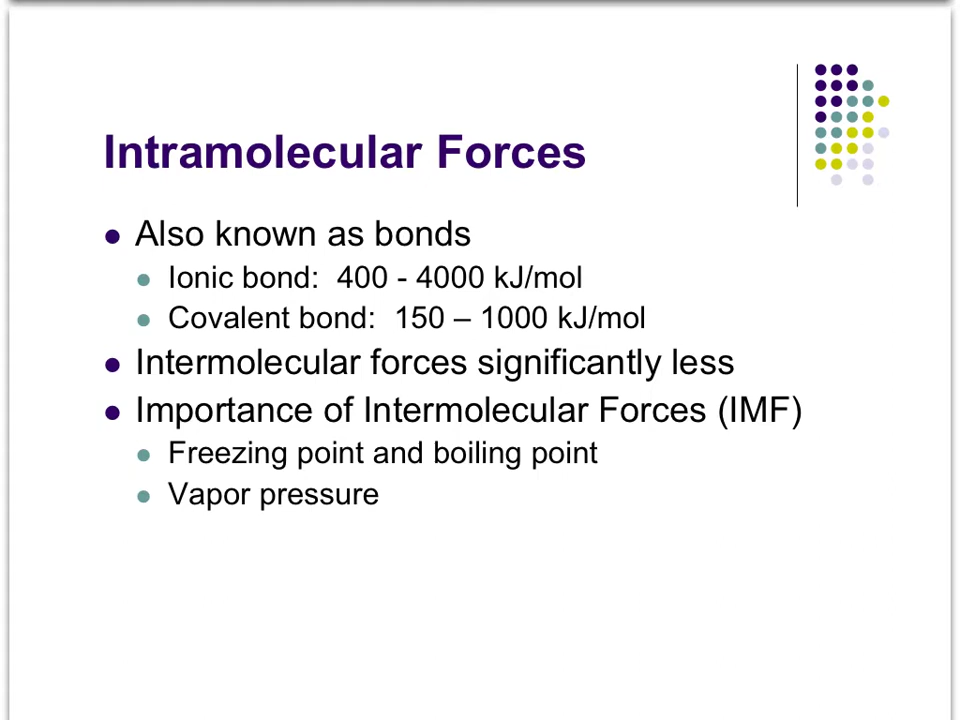 Intramolecular Forces
Also known as bonds
Ionic bond:  400 - 4000 kJ/mol
Covalent bond:  150 – 1000 kJ/mol
Intermolecular forces significantly less
Importance of Intermolecular Forces (IMF)
Freezing point and boiling point
Vapor pressure